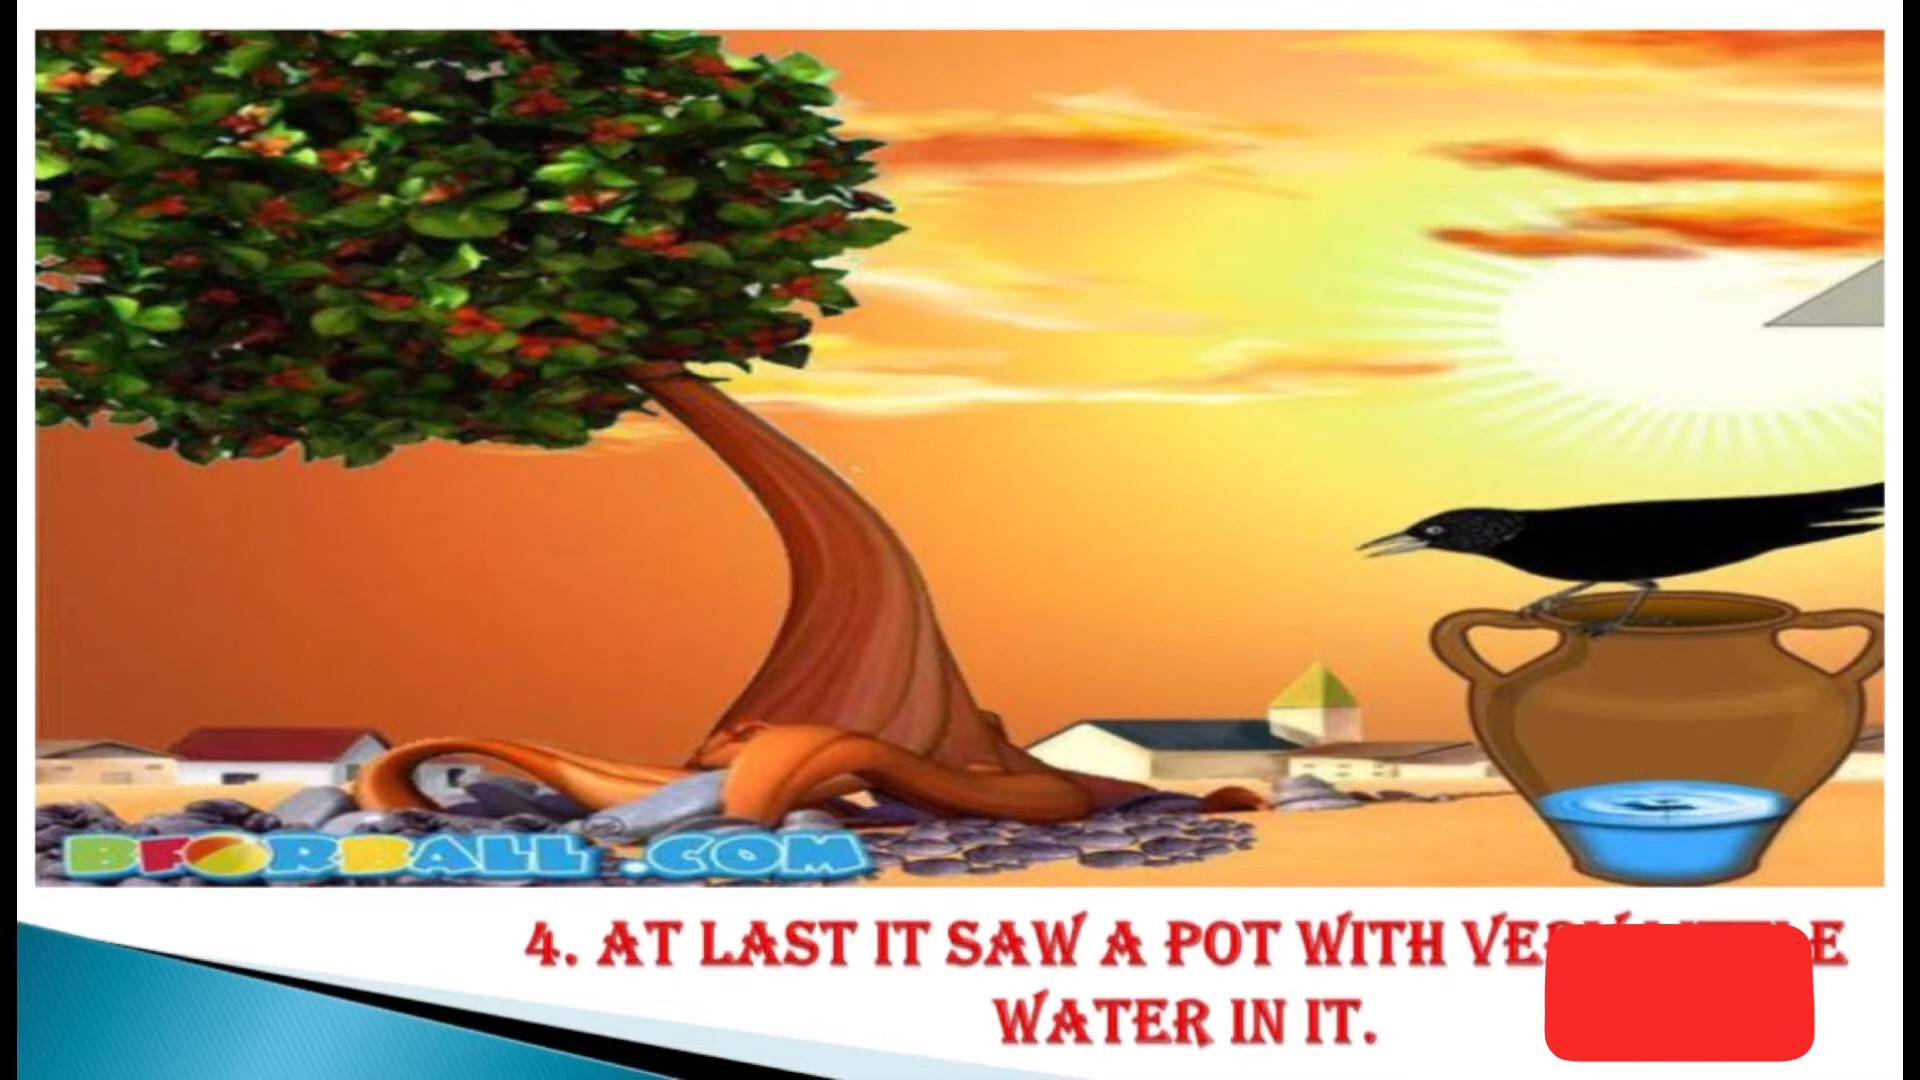 BFORBALL .COM
4. AT LAST IT SAW A POT WITH
WATER IN IT.